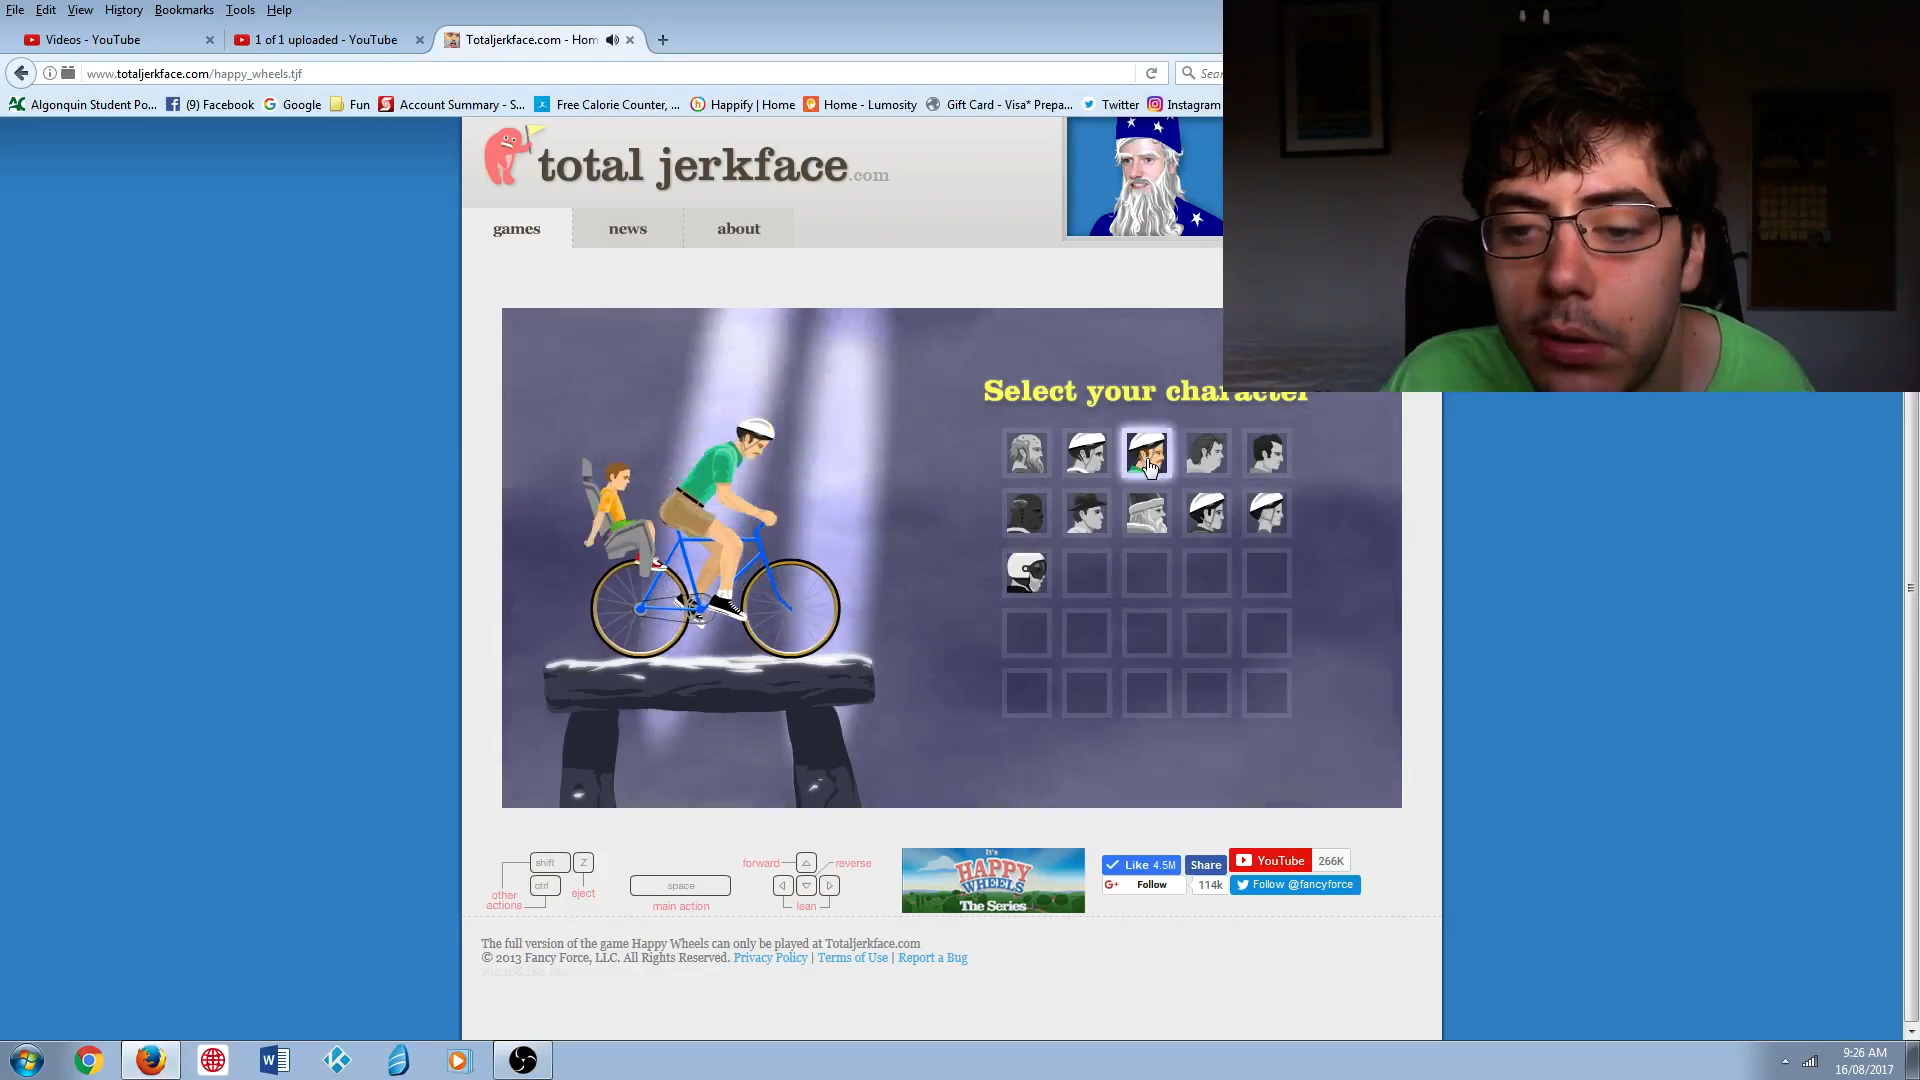 File Edit View History Bookmarks Tools Help
Videos - YouTube
1 of 1 uploaded - YouTube
Totaljerkface.com - Hom
www.totaljerkface.com/happy_wheels.tjf
Sear
Algonquin Student Po...
(9) Facebook
Google
Fun
Account Summary - S...
Free Calorie Counter, ...
Happify | Home
Home - Lumosity
Gift Card - Visa® Prepa...
Twitter
Instagram
total jerkface.com
games
news
about
Select your character
shift
Z
ctrl
eject
other
actions
space
main action
forward
reverse
lean
It's
HAPPY
WHEELS
The Series
Like 4.5M
Share
YouTube
266K
Follow
114k
Follow @fancyforce
The full version of the game Happy Wheels can only be played at Totaljerkface.com
© 2013 Fancy Force, LLC. All Rights Reserved. Privacy Policy | Terms of Use | Report a Bug
9:26 AM
16/08/2017